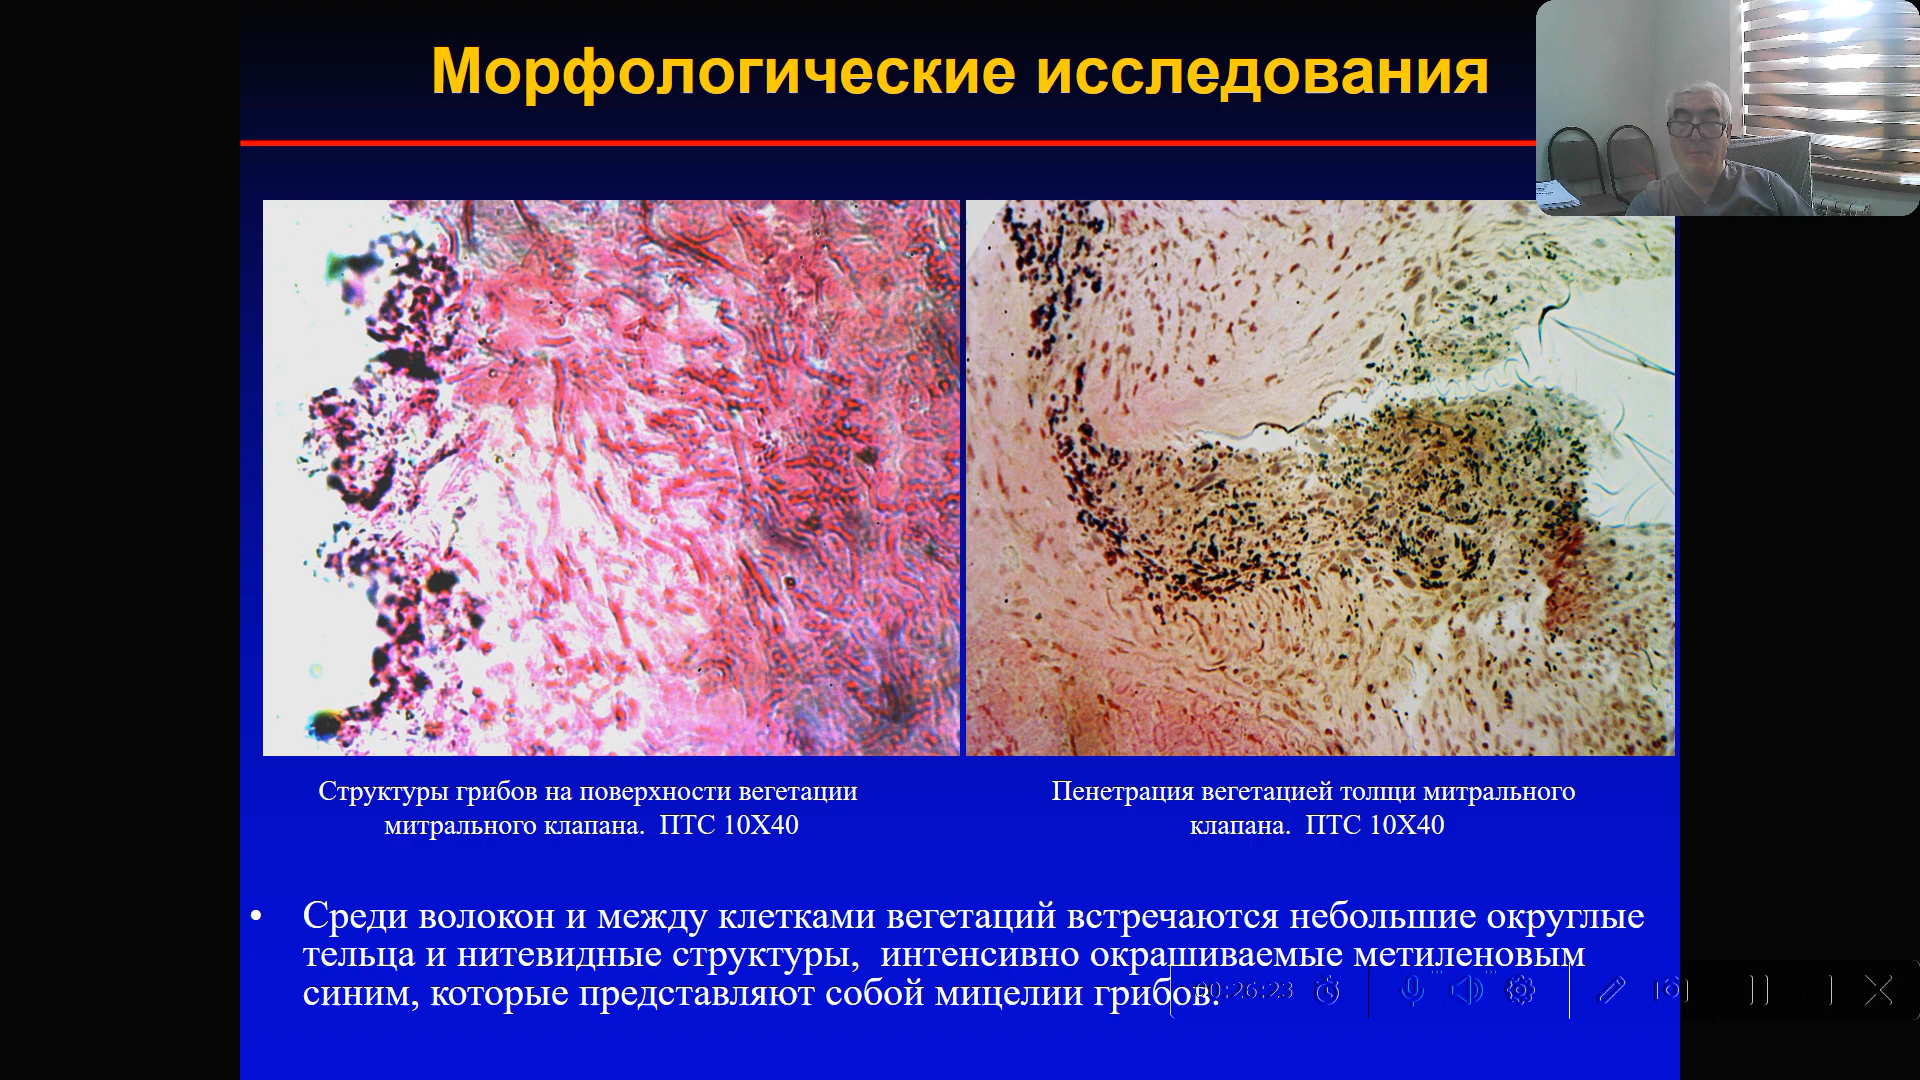 Морфологические исследования
Структуры грибов на поверхности вегетации
митрального клапана. ПТС 10Х40
Пенетрация вегетацией толщи митрального
клапана. ПТС 10Х40
• Среди волокон и между клетками вегетаций встречаются небольшие округлые
тельца и нитевидные структуры, интенсивно окрашиваемые метиленовым
синим, которые представляют собой мицелии грибов.
00:26:23